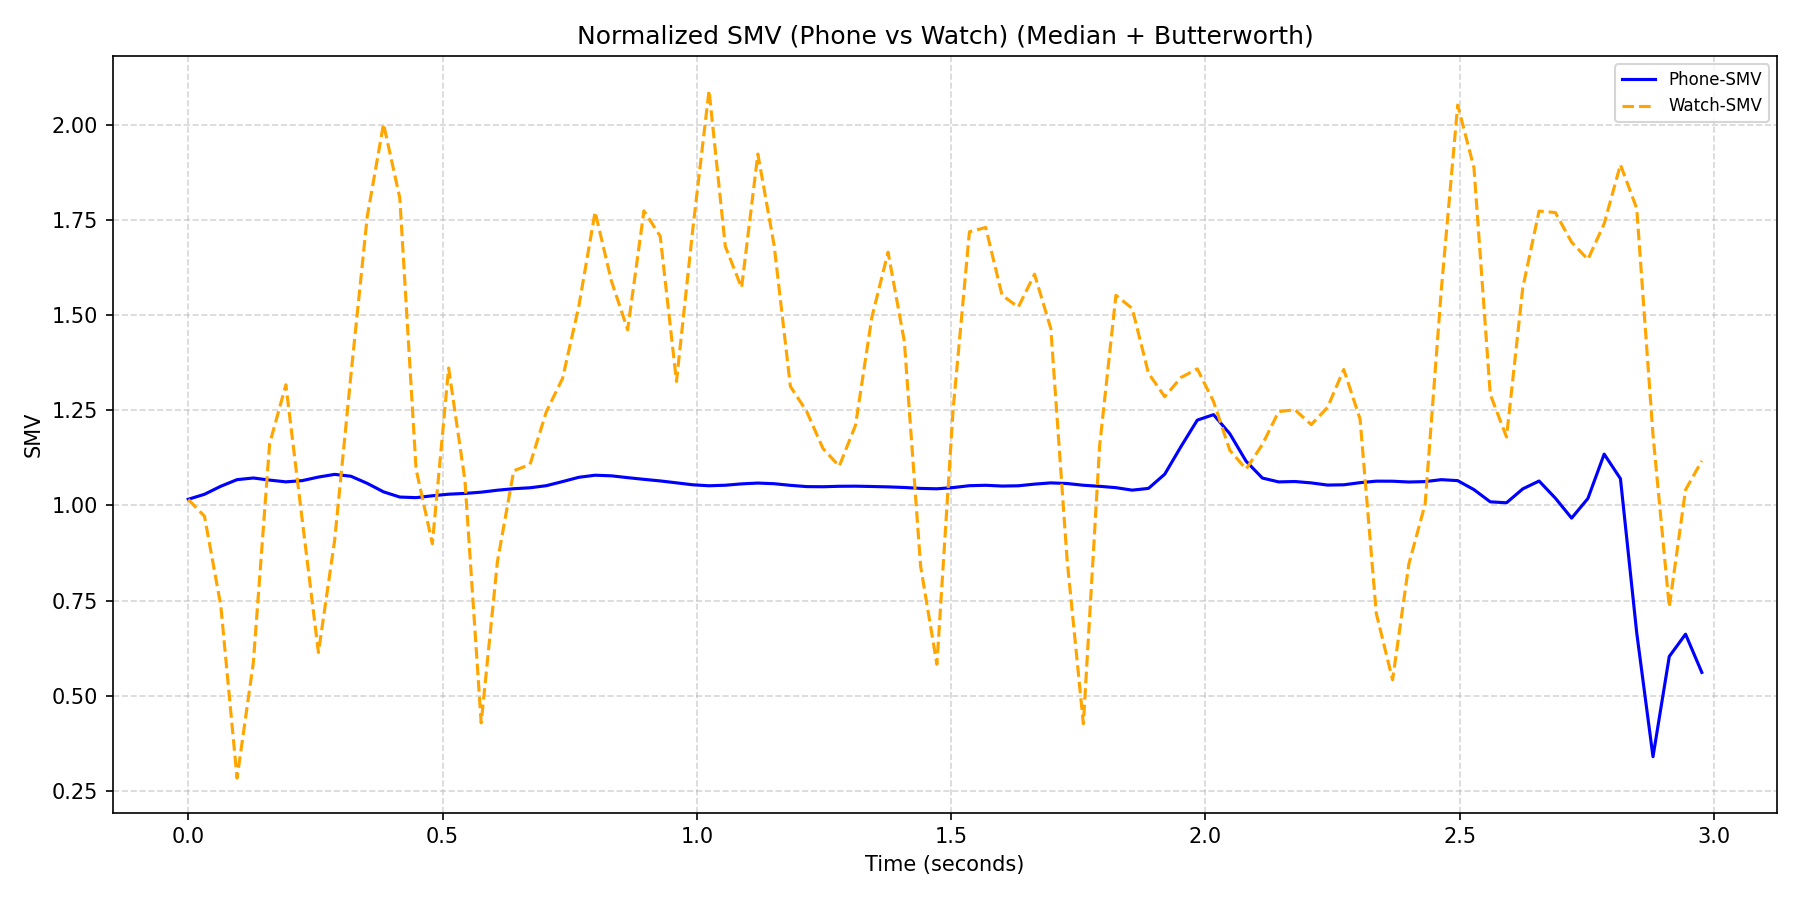 Normalized SMV (Phone vs Watch) (Median + Butterworth)
Phone-SMV
Watch-SMV
2.00
1.75
1.50
1.25
1.00
0.75
0.50
0.25
SMV
0.0 0.5 1.0 1.5 2.0 2.5 3.0
Time (seconds)